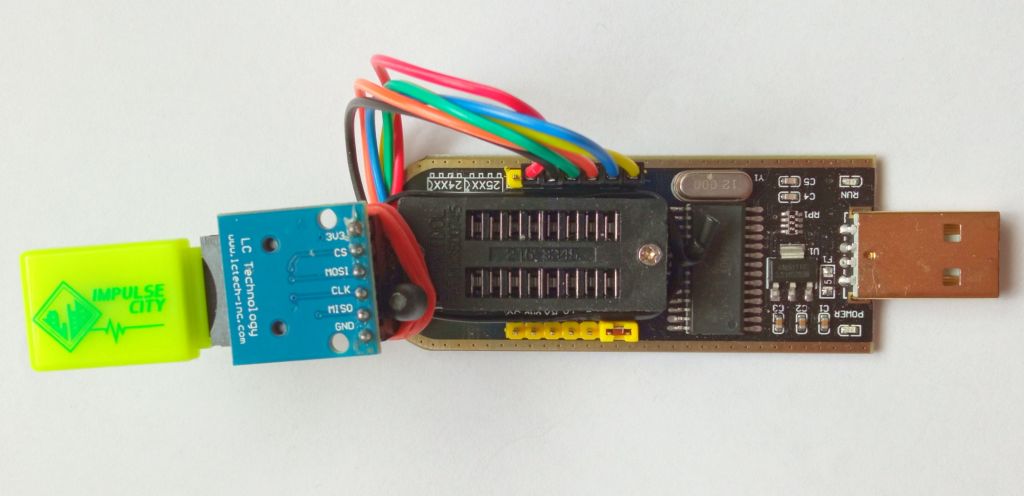 IMPULSE
CITY
LC Technology
www.lctech-inc.com
3V3
CS
MOSI
CLK
MISO
GND
24XX
25XX
12.000
Y1
C5
C4
RP1
U1
F1
RUN
POWER
C3
C2
C1